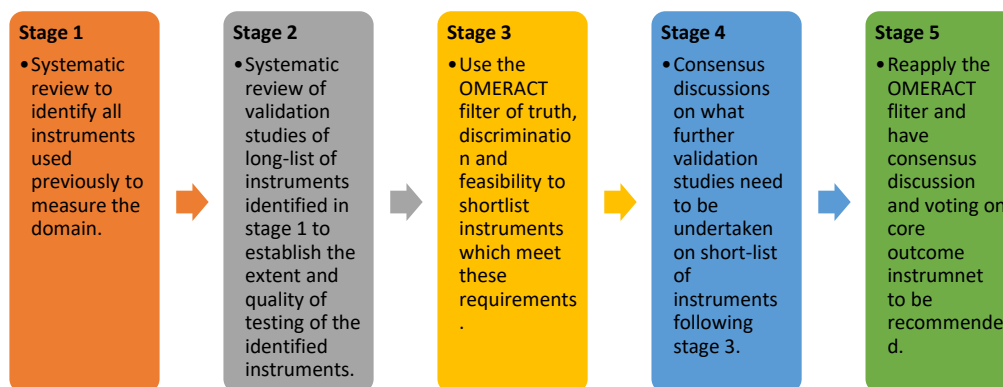 Stage 1
•Systematic
review to
identify all
instruments
used
previously to
measure the
domain.
Stage 2
•Systematic
review of
validation
studies of
long-list of
instruments
identified in
stage 1 to
establish the
extent and
quality of
testing of the
identified
instruments.
Stage 3
•Use the
OMERACT
filter of truth,
discriminatio
n and
feasibility to
shortlist
instruments
which meet
these
requirements
.
Stage 4
•Consensus
discussions
on what
further
validation
studies need
to be
undertaken
on short-list
of
instruments
following
stage 3.
Stage 5
•Reapply the
OMERACT
fliter and
have
consensus
discussion
and voting on
core
outcome
instrumnet
to be
recommende
d.